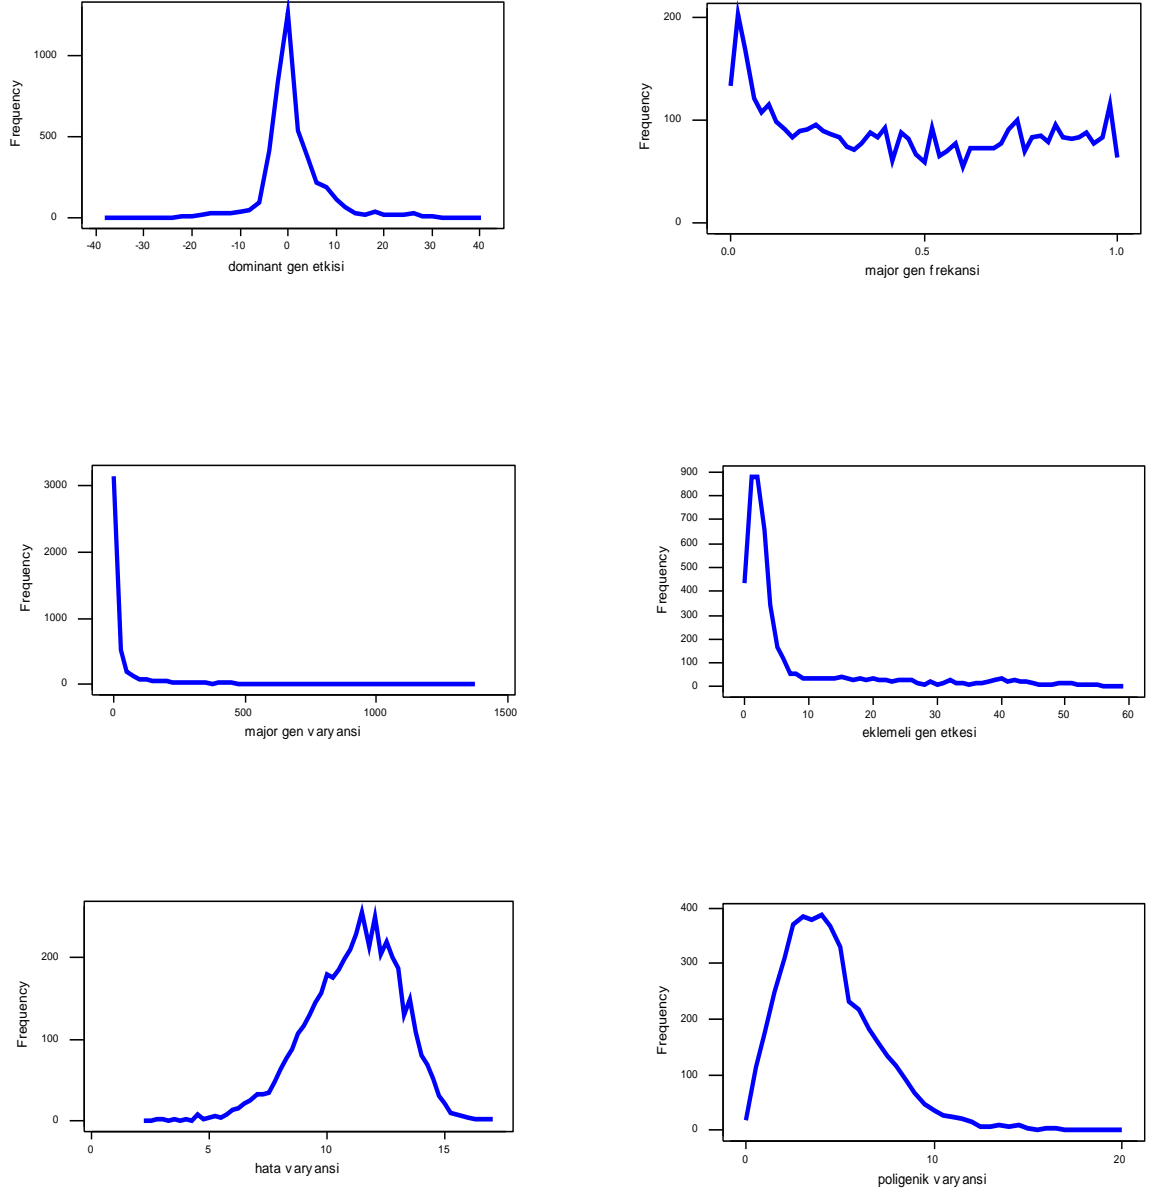 Frequency
1000
500
0
-40 -30 -20 -10 0 10 20 30 40
dominant gen etkisi
Frequency
200
100
0
0.0 0.5 1.0
major gen frekansi
Frequency
3000
2000
1000
0
0 500 1000 1500
major gen varyansi
Frequency
900
800
700
600
500
400
300
200
100
0
0 10 20 30 40 50 60
eklemeli gen etkesi
Frequency
200
100
0
0 5 10 15
hata varyansi
Frequency
400
300
200
100
0
0 10 20
poligenik varyansi